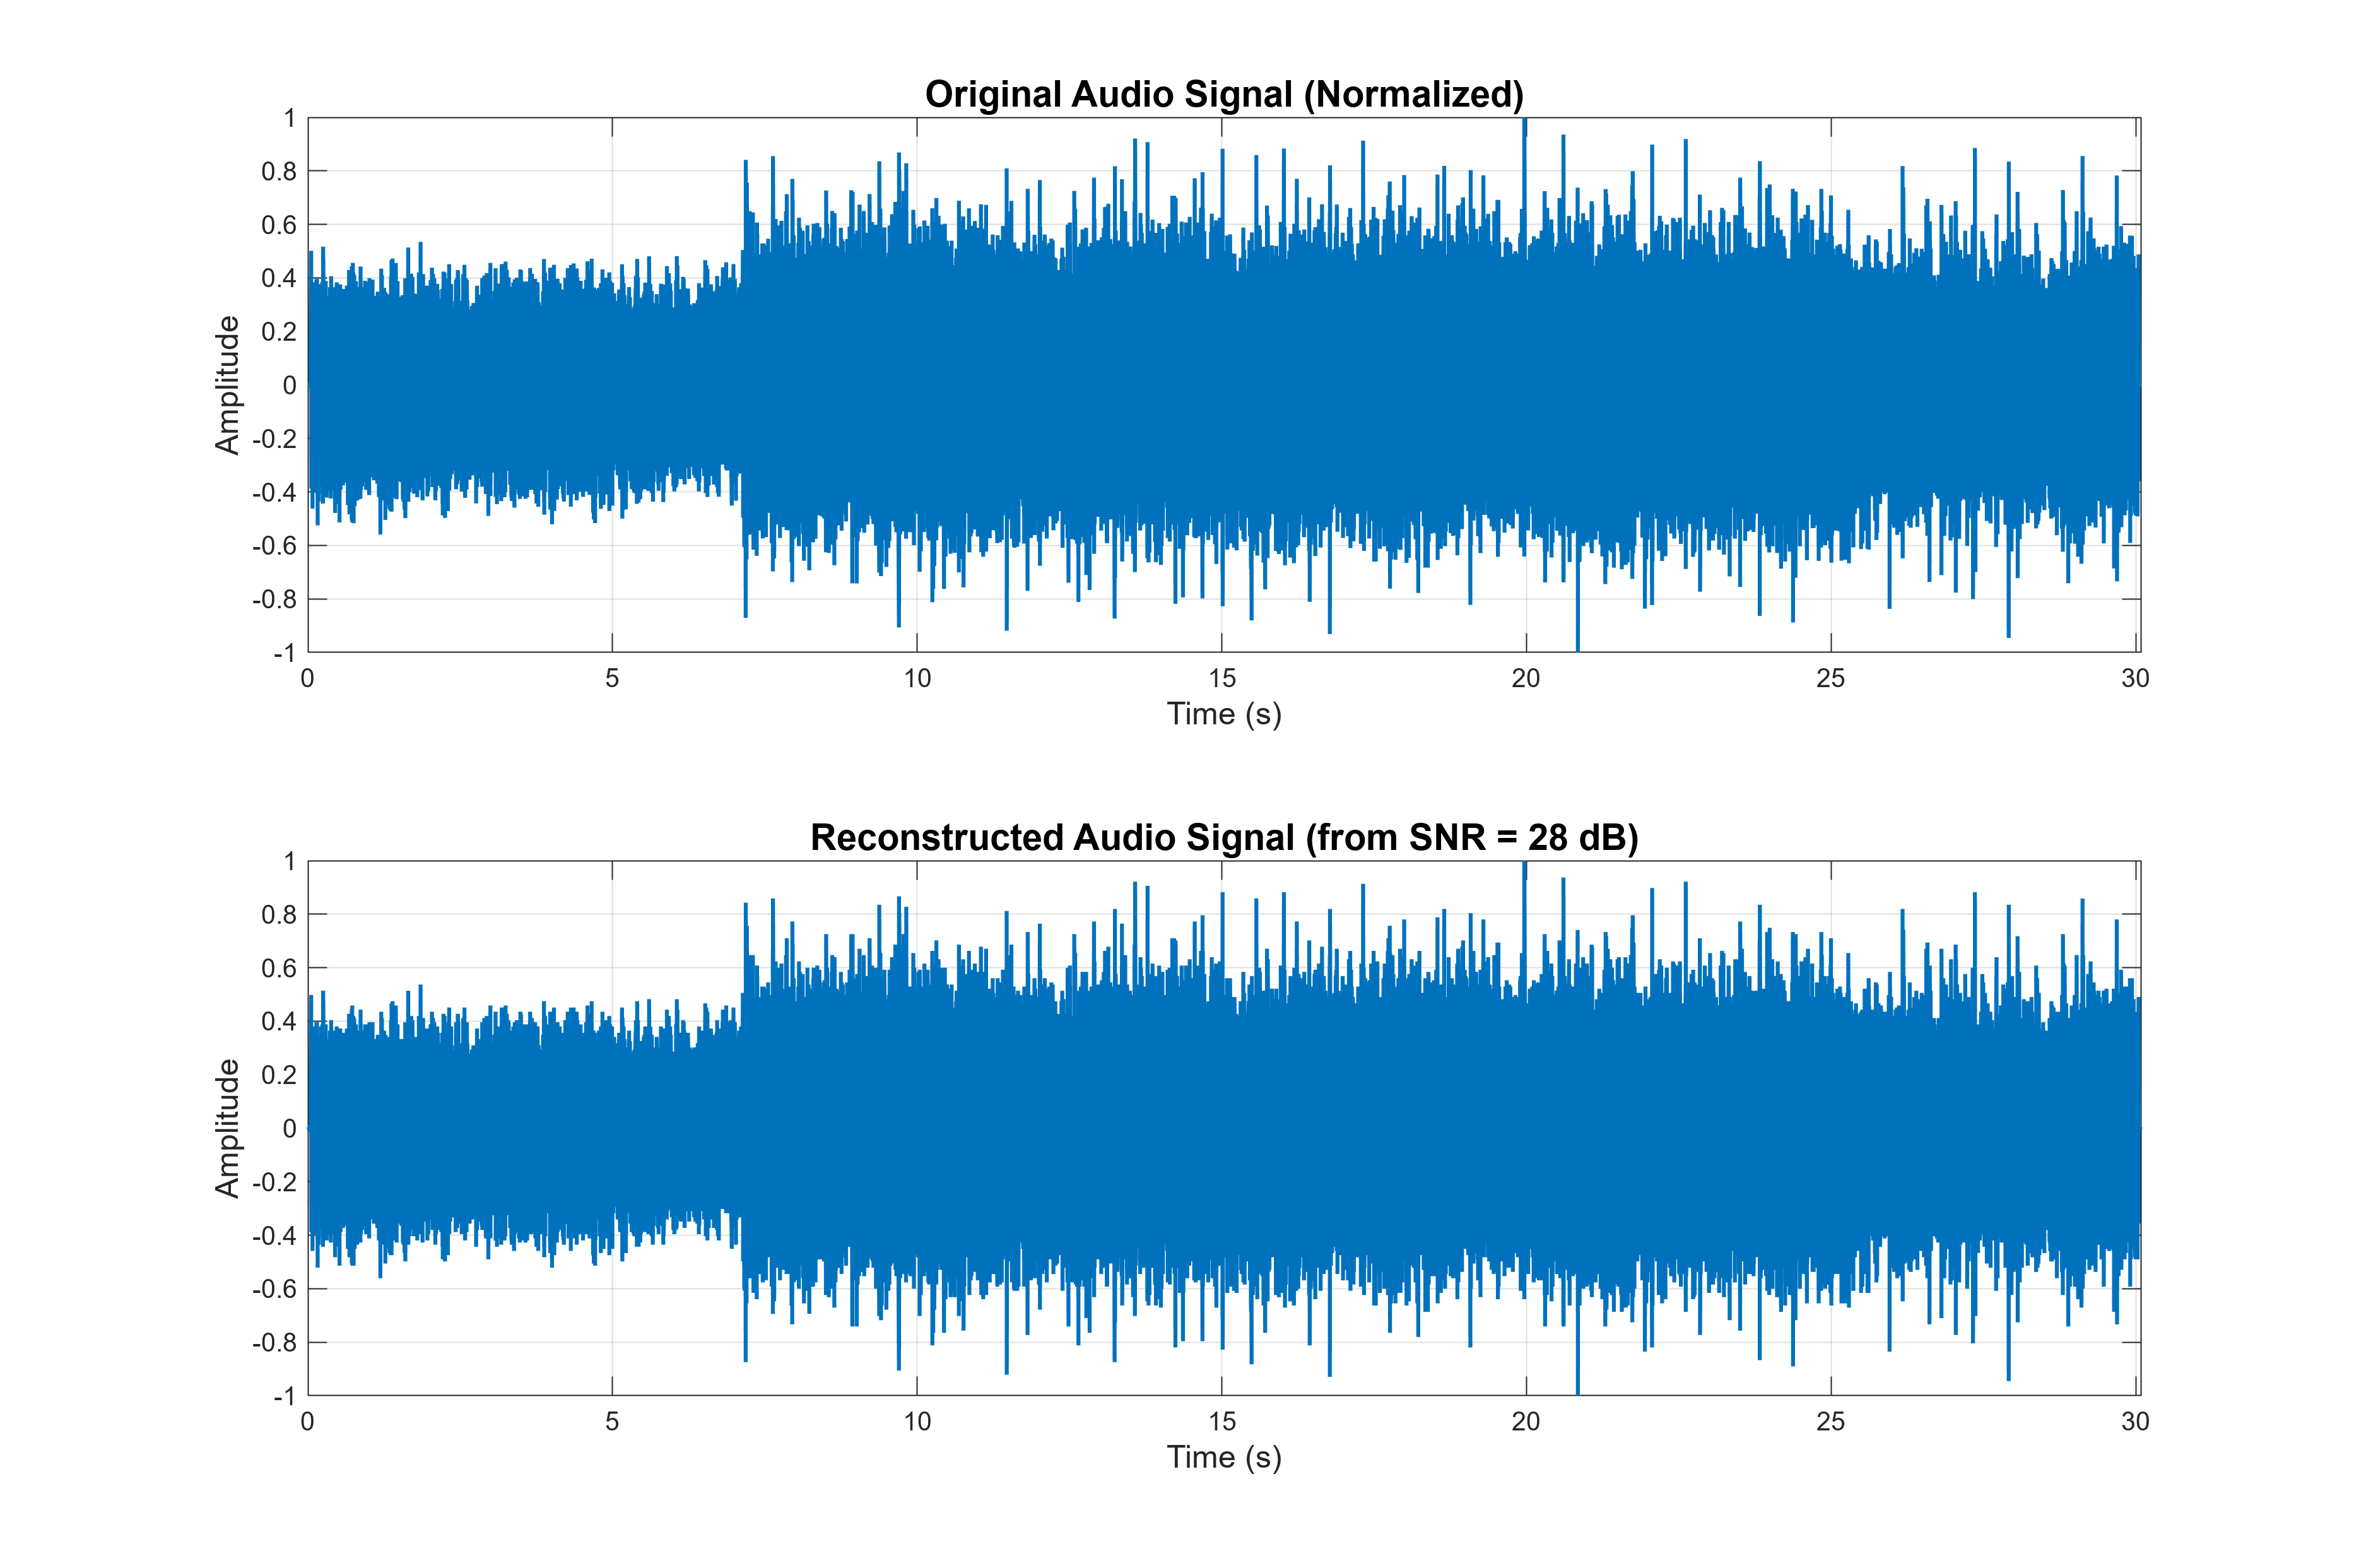 Original Audio Signal (Normalized)
1
0.8
0.6
0.4
0.2
0
-0.2
-0.4
-0.6
-0.8
-1
Amplitude
0 5 10 15 20 25 30
Time (s)
Reconstructed Audio Signal (from SNR = 28 dB)
1
0.8
0.6
0.4
0.2
0
-0.2
-0.4
-0.6
-0.8
-1
Amplitude
0 5 10 15 20 25 30
Time (s)